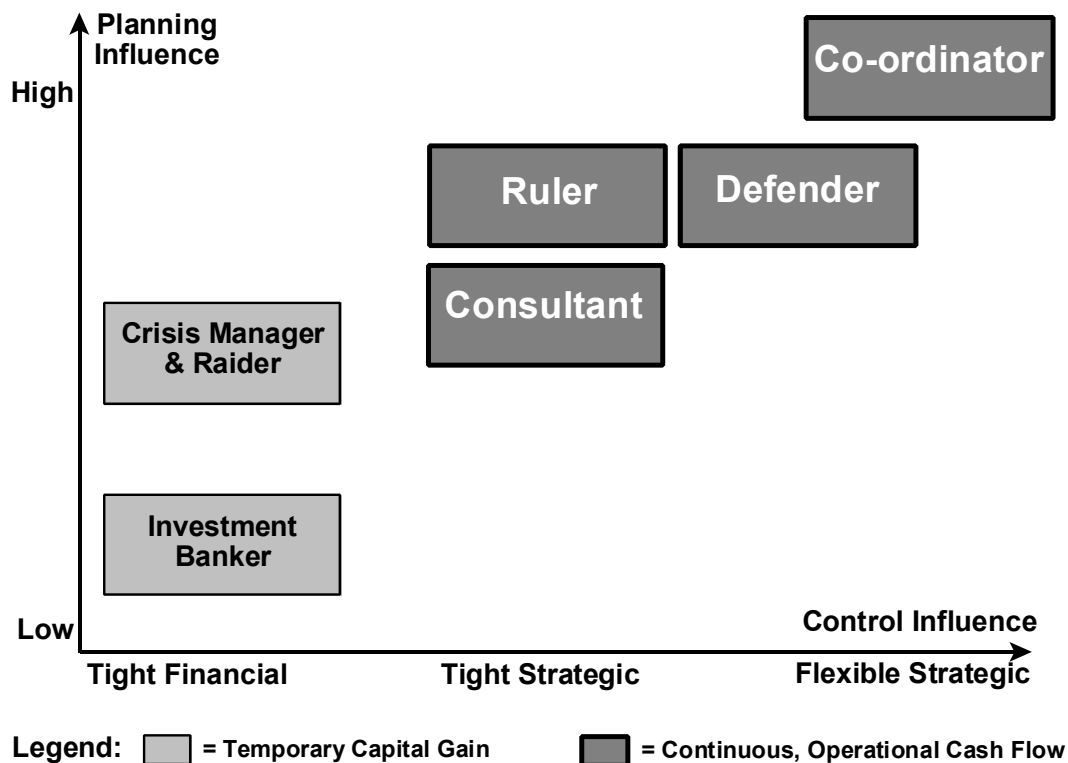 Planning
Influence
High
Co-ordinator
Ruler
Defender
Consultant
Crisis Manager
& Raider
Investment
Banker
Low
Control Influence
Tight Financial
Tight Strategic
Flexible Strategic
Legend:
= Temporary Capital Gain
= Continuous, Operational Cash Flow